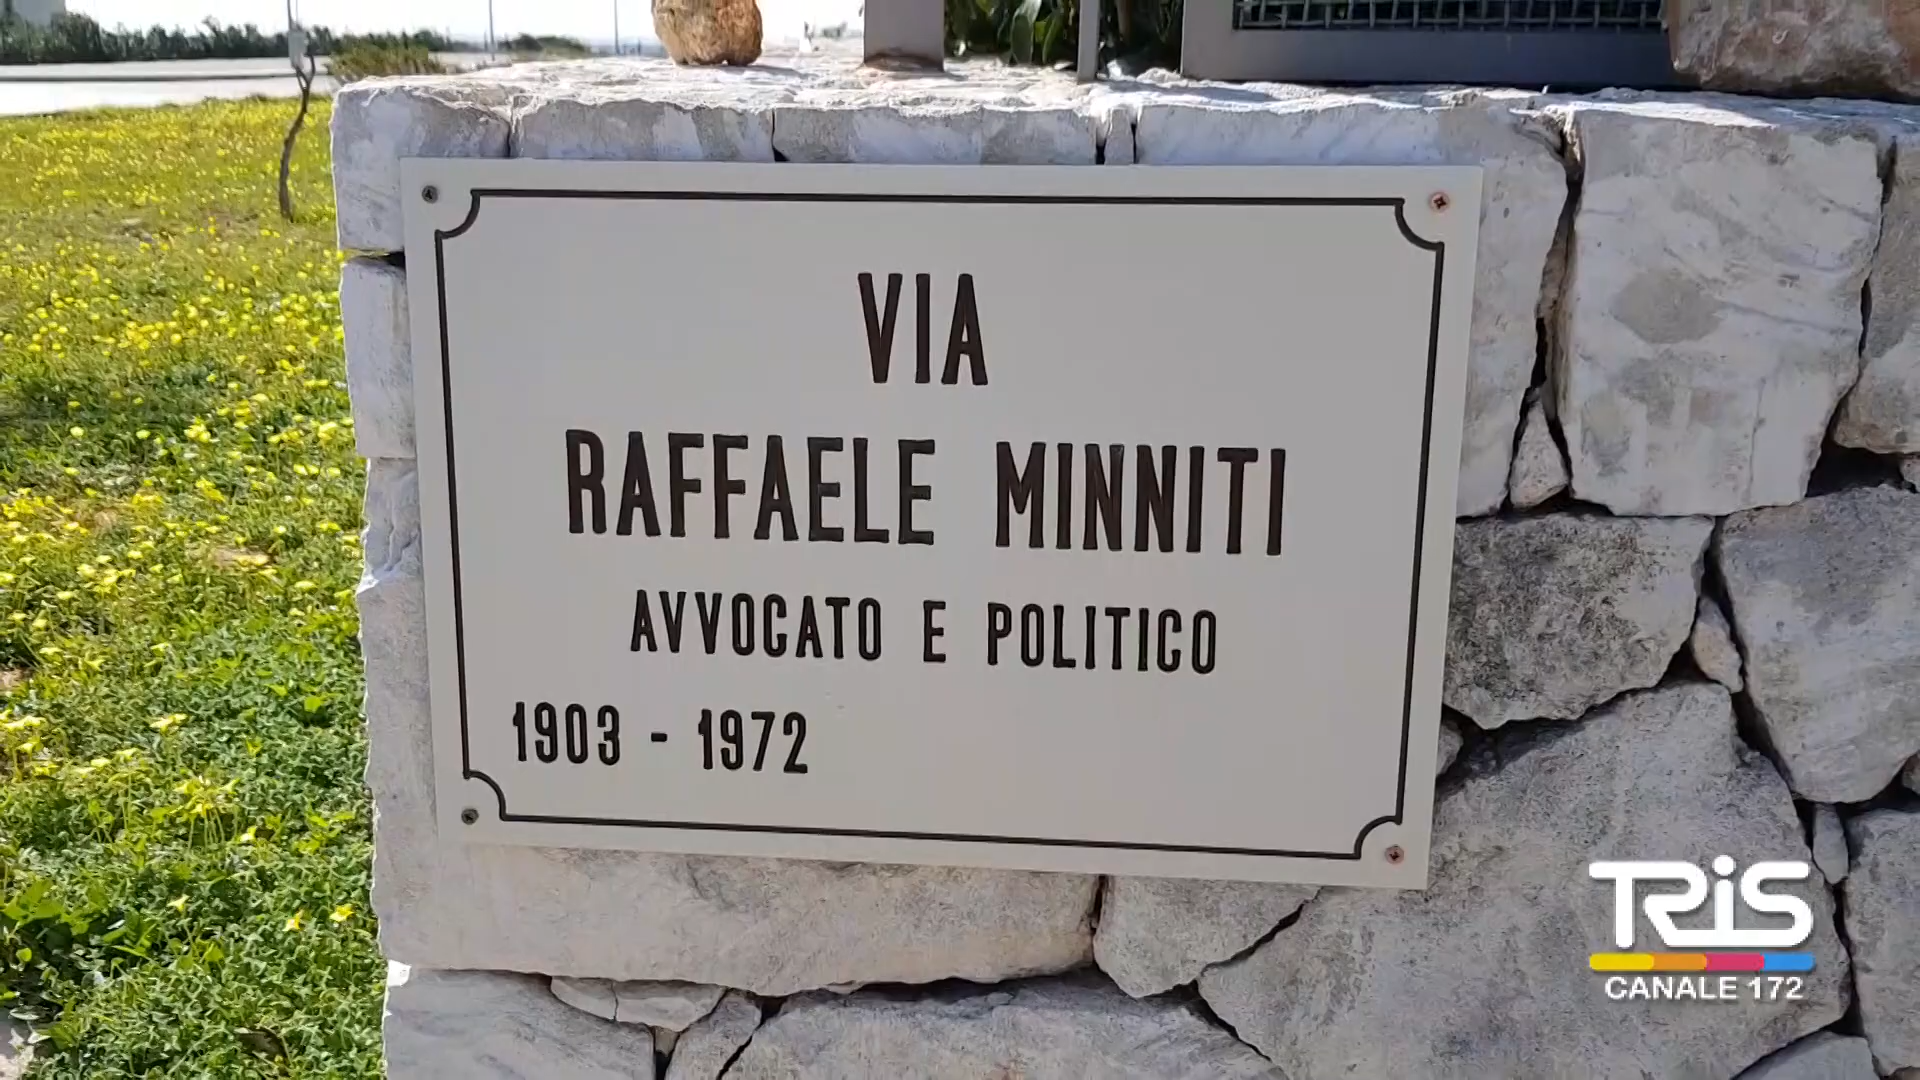 VIA
RAFFAELE MINNITI
AVVOCATO E POLITICO
1903 - 1972
TRiS
CANALE 172